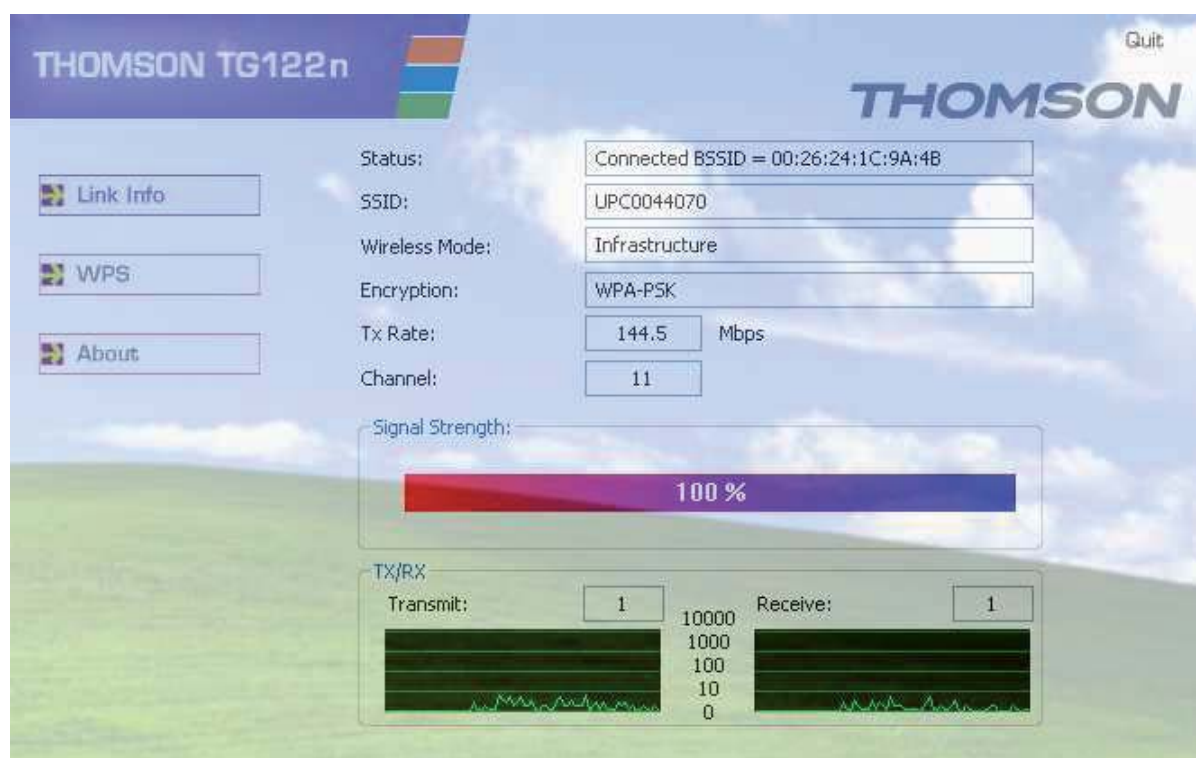 THOMSON TG122n
Quit
THOMSON
Link Info
WPS
About
Status: Connected BSSID = 00:26:24:1C:9A:4B
SSID: UPC0044070
Wireless Mode: Infrastructure
Encryption: WPA-PSK
Tx Rate: 144.5 Mbps
Channel: 11
Signal Strength:
100 %
TX/RX
Transmit: 1
Receive: 1
10000
1000
100
10
0